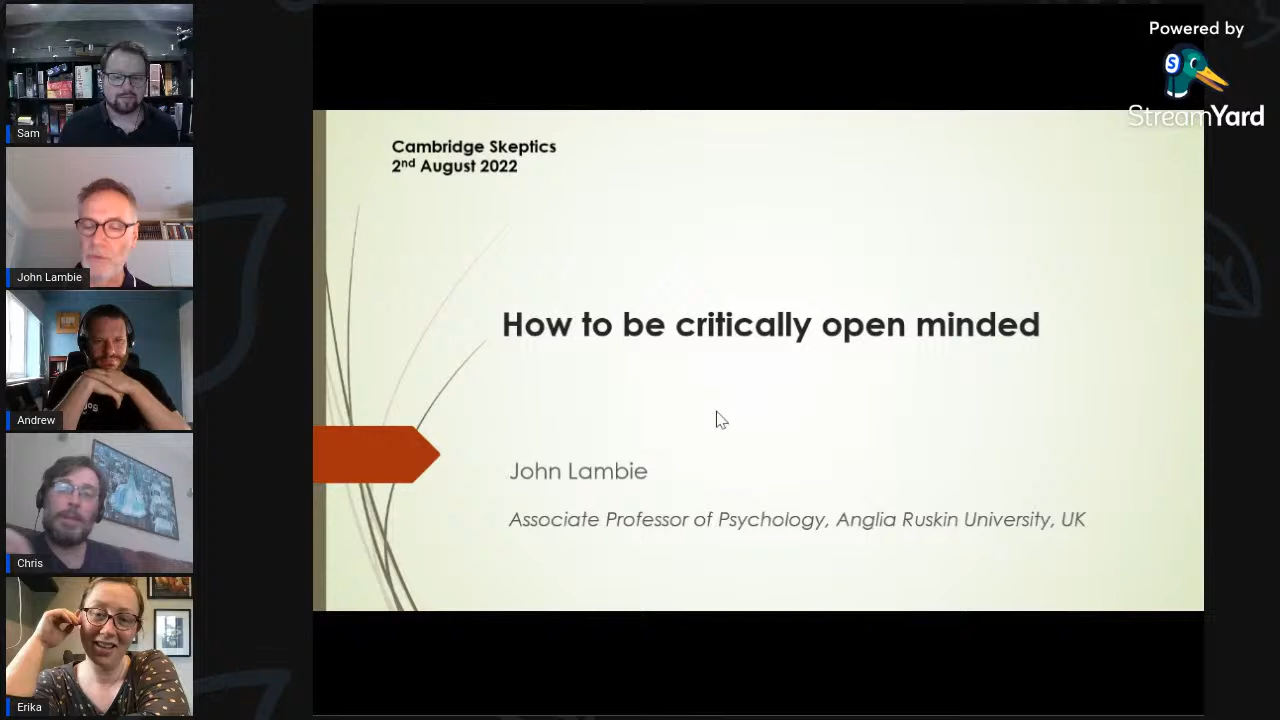 Sam
John Lambie
Andrew
Chris
Erika
Cambridge Skeptics
2nd August 2022
How to be critically open minded
John Lambie
Associate Professor of Psychology, Anglia Ruskin University, UK
Powered by
S
StreamYard